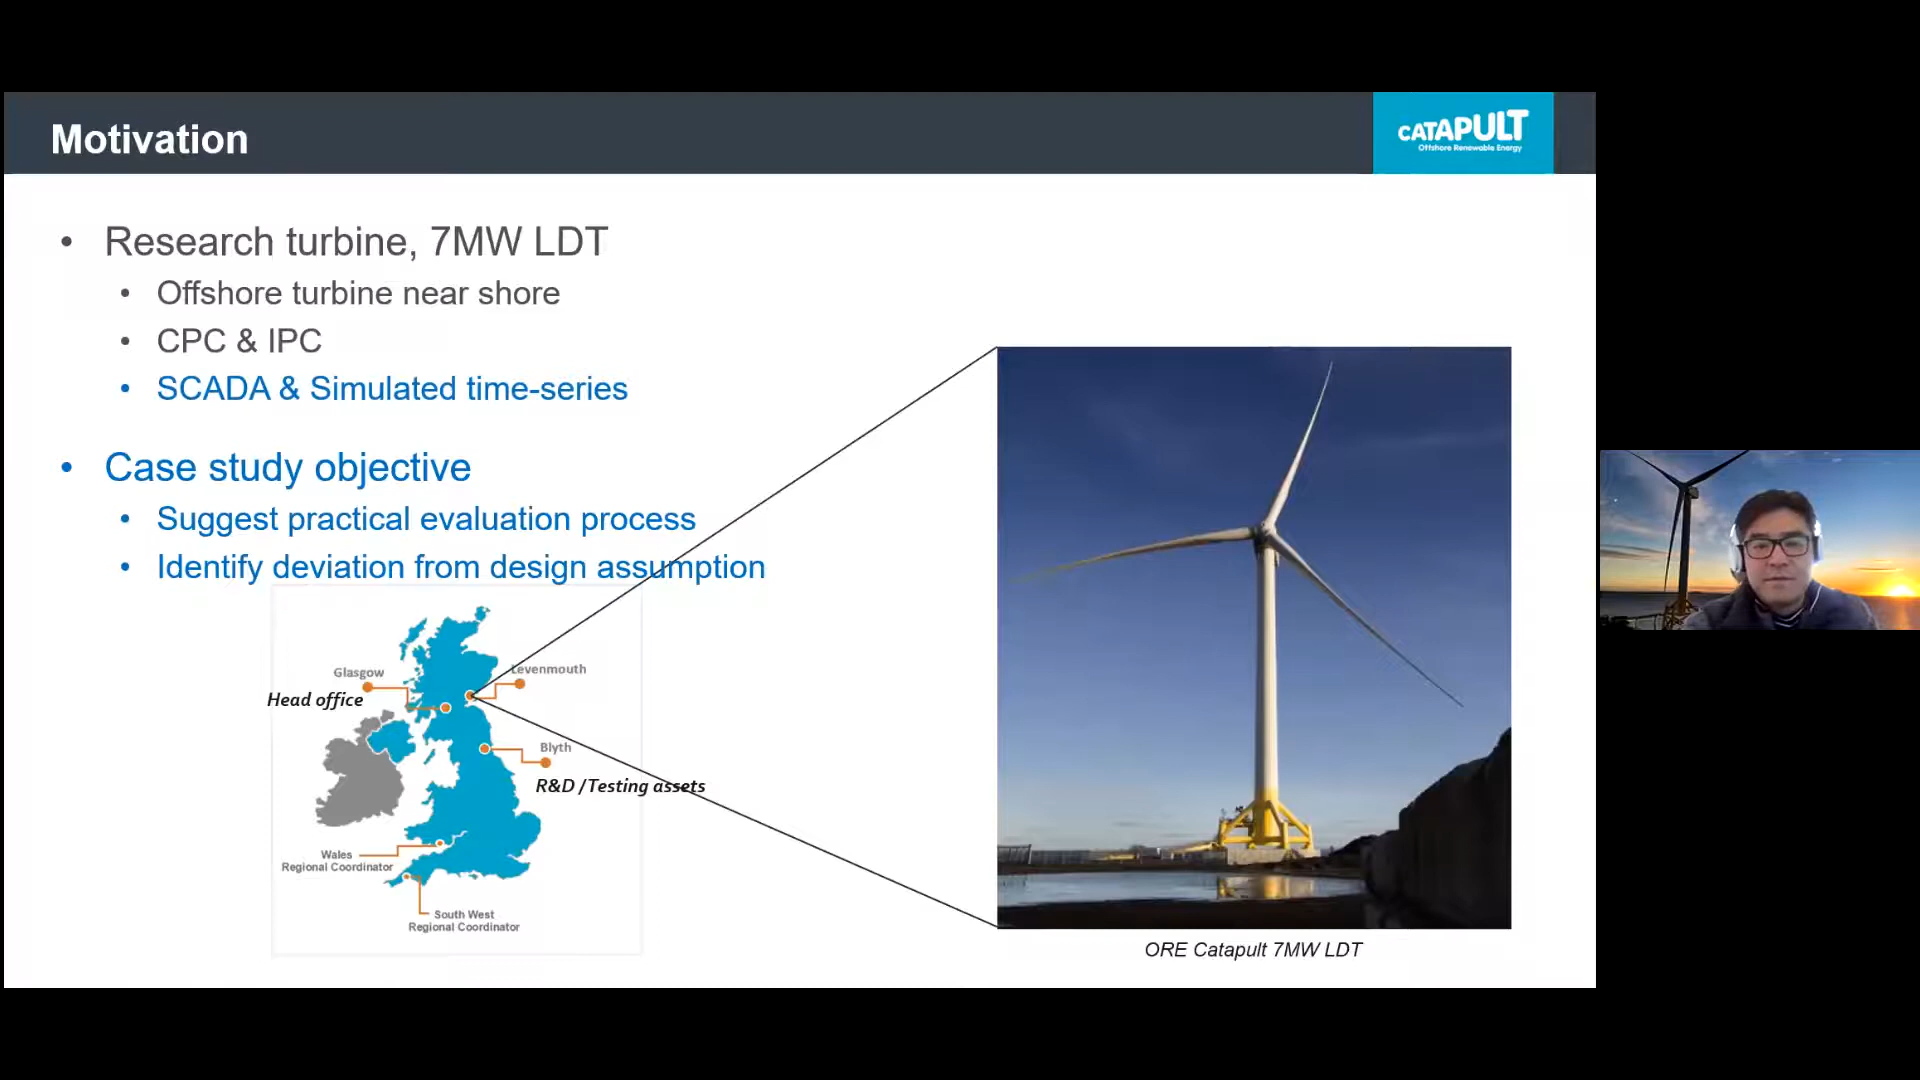 Motivation
CATAPULT
Offshore Renewable Energy
• Research turbine, 7MW LDT
• Offshore turbine near shore
• CPC & IPC
• SCADA & Simulated time-series
• Case study objective
• Suggest practical evaluation process
• Identify deviation from design assumption
Glasgow
Head office
Levenmouth
Blyth
R&D /Testing assets
Wales
Regional Coordinator
South West
Regional Coordinator
ORE Catapult 7MW LDT